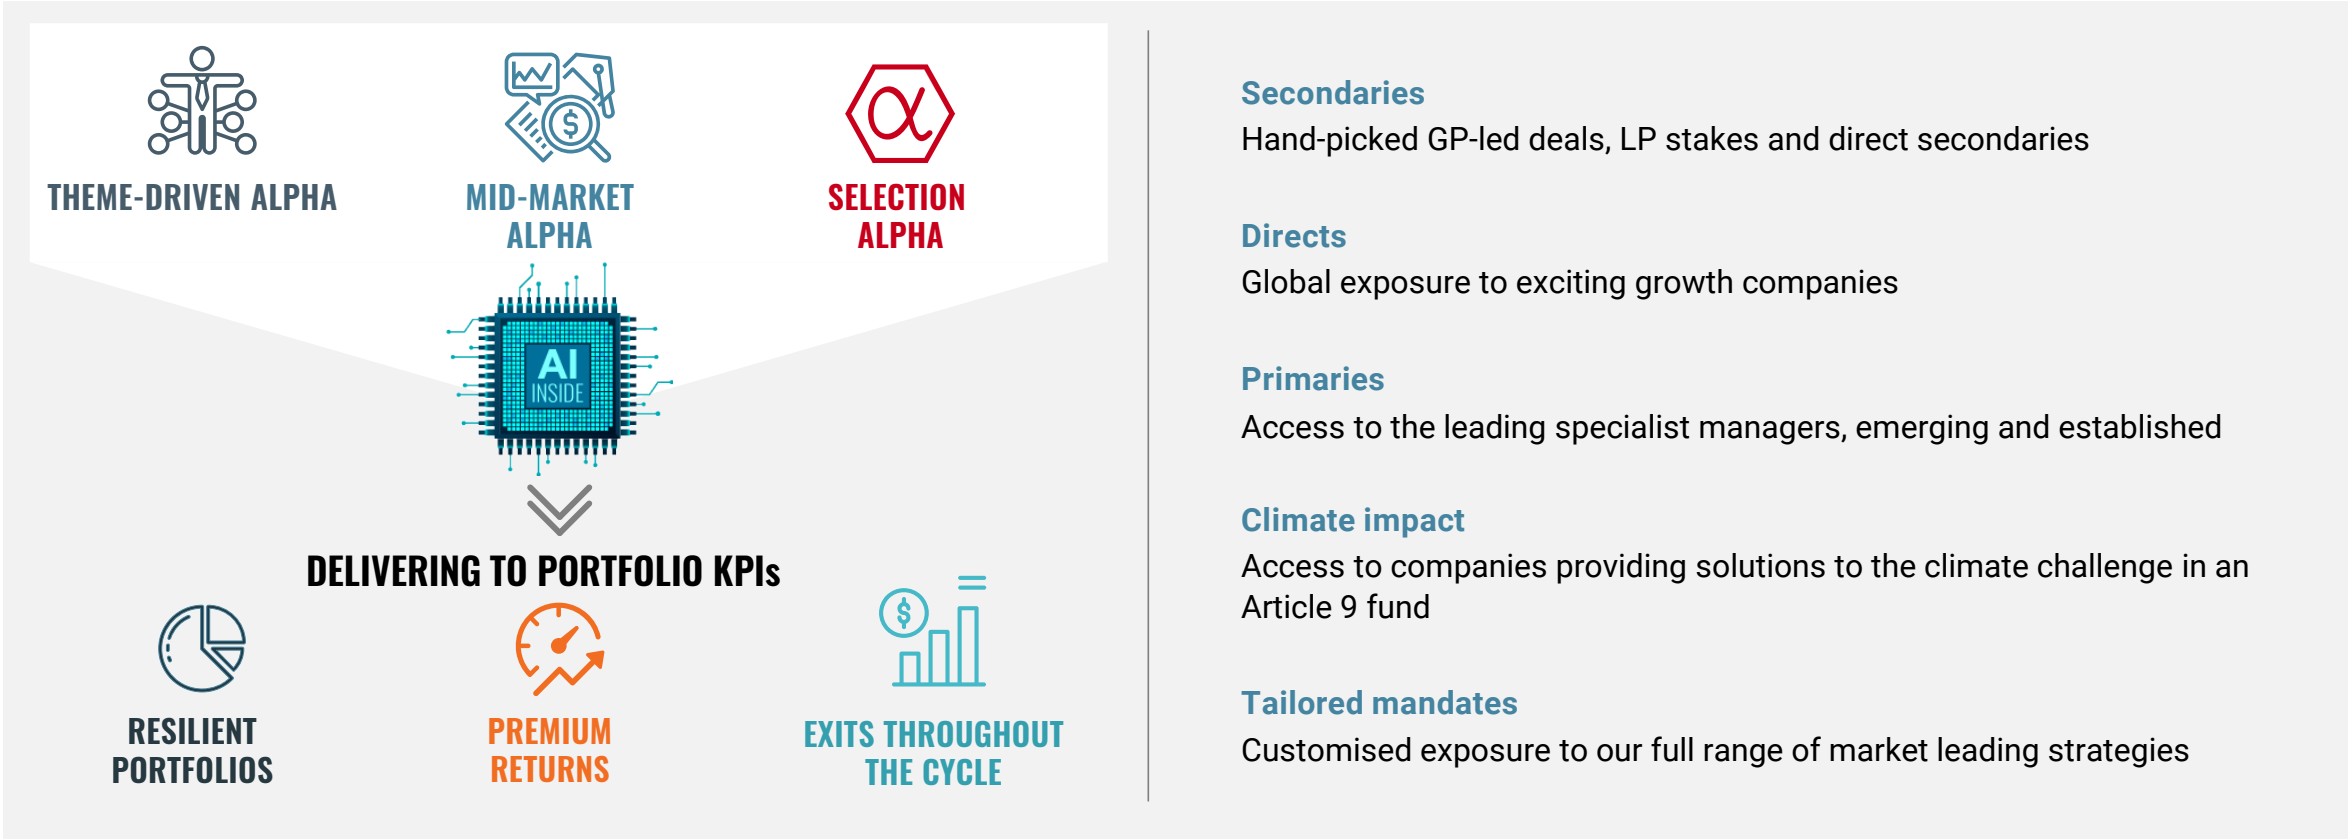 THEME-DRIVEN ALPHA
MID-MARKET
ALPHA
SELECTION
ALPHA
AI
INSIDE
DELIVERING TO PORTFOLIO KPIs
RESILIENT
PORTFOLIOS
PREMIUM
RETURNS
EXITS THROUGHOUT
THE CYCLE
Secondaries
Hand-picked GP-led deals, LP stakes and direct secondaries
Directs
Global exposure to exciting growth companies
Primaries
Access to the leading specialist managers, emerging and established
Climate impact
Access to companies providing solutions to the climate challenge in an
Article 9 fund
Tailored mandates
Customised exposure to our full range of market leading strategies